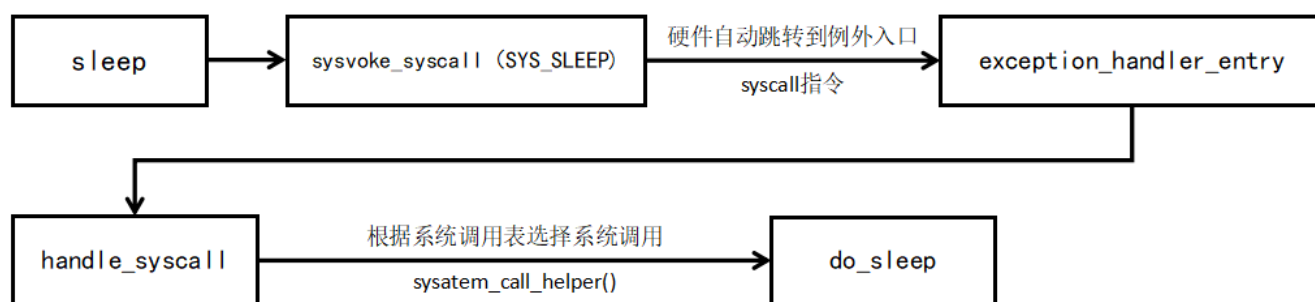 sleep
sysvoke_syscall (SYS_SLEEP)
硬件自动跳转到例外入口
syscall指令
exception_handler_entry
handle_syscall
根据系统调用表选择系统调用
sysatem_call_helper()
do_sleep